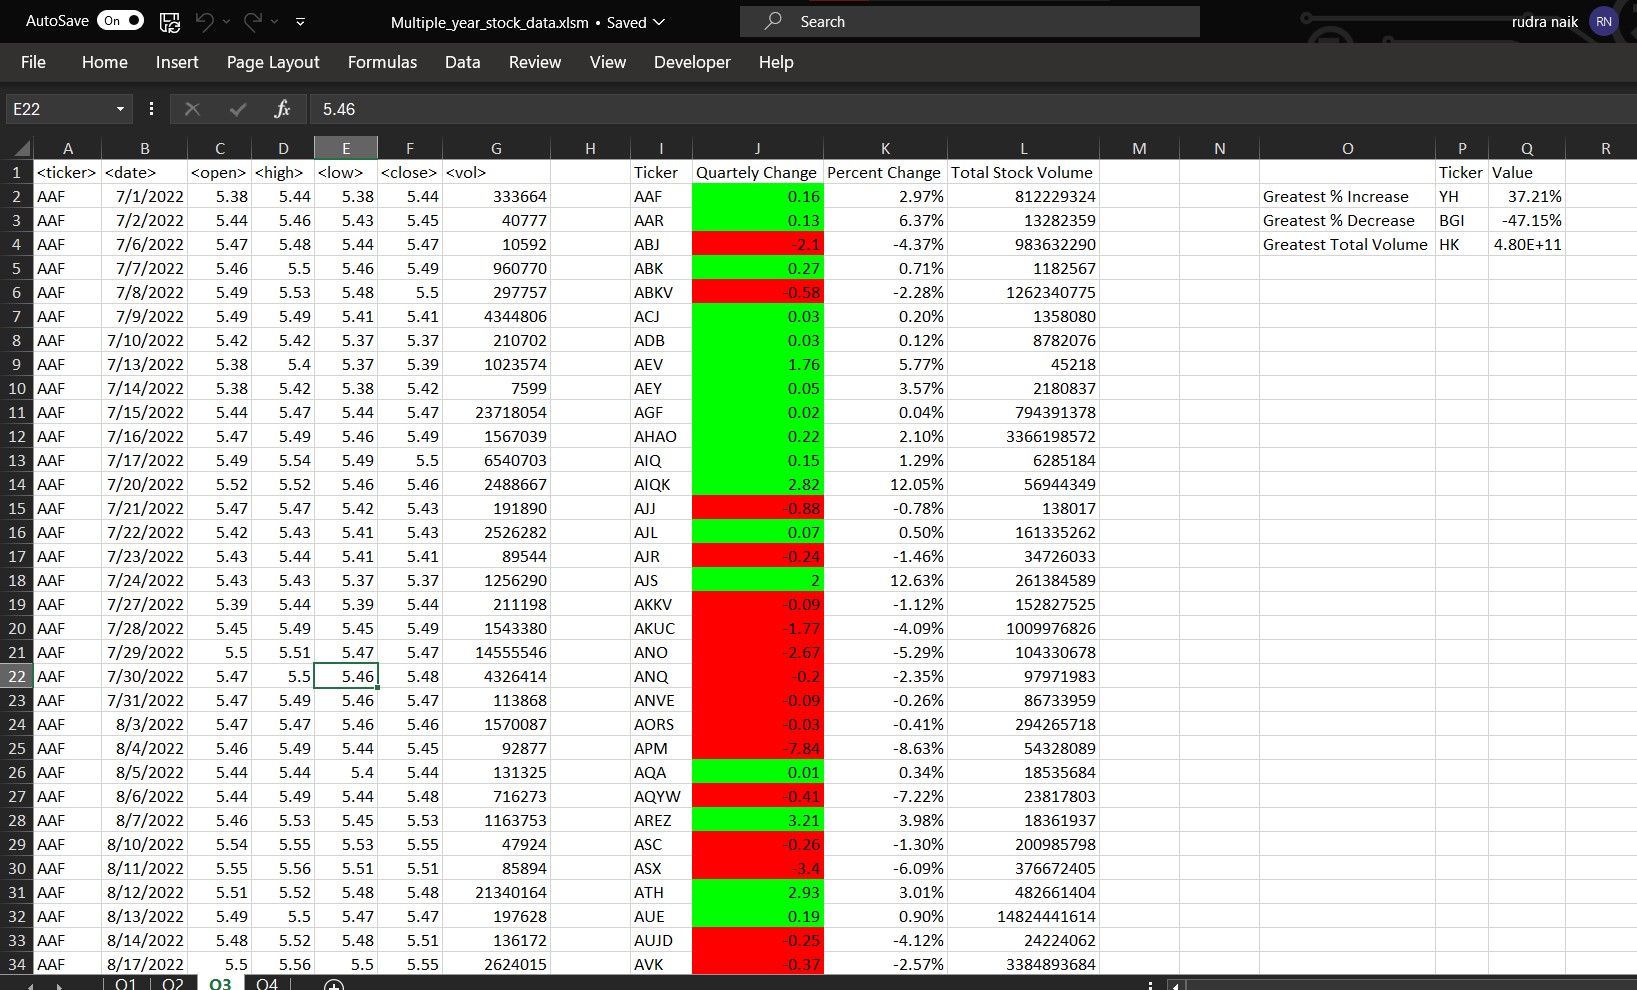 AutoSave On Multiple_year_stock_data.xlsm • Saved Search rudra naik RN
File Home Insert Page Layout Formulas Data Review View Developer Help
E22 fx 5.46
A B C D E F G H I J K L M N O P Q R
1 <ticker> <date> <open> <high> <low> <close> <vol> Ticker Quartely Change Percent Change Total Stock Volume Ticker Value
2 AAF 7/1/2022 5.38 5.44 5.38 5.44 333664 AAF 0.16 2.97% 812229324 Greatest % Increase YH 37.21%
3 AAF 7/2/2022 5.44 5.46 5.43 5.45 40777 AAR 0.13 6.37% 13282359 Greatest % Decrease BGI -47.15%
4 AAF 7/6/2022 5.47 5.48 5.44 5.47 10592 ABJ -2.1 -4.37% 983632290 Greatest Total Volume HK 4.80E+11
5 AAF 7/7/2022 5.46 5.5 5.46 5.49 960770 ABK 0.27 0.71% 1182567
6 AAF 7/8/2022 5.49 5.53 5.48 5.5 297757 ABKV -0.58 -2.28% 1262340775
7 AAF 7/9/2022 5.49 5.49 5.41 5.41 4344806 ACJ 0.03 0.20% 1358080
8 AAF 7/10/2022 5.42 5.42 5.37 5.37 210702 ADB 0.03 0.12% 8782076
9 AAF 7/13/2022 5.38 5.4 5.37 5.39 1023574 AEV 1.76 5.77% 45218
10 AAF 7/14/2022 5.38 5.42 5.38 5.42 7599 AEY 0.05 3.57% 2180837
11 AAF 7/15/2022 5.44 5.47 5.44 5.47 23718054 AGF 0.02 0.04% 794391378
12 AAF 7/16/2022 5.47 5.49 5.46 5.49 1567039 AHAO 0.22 2.10% 3366198572
13 AAF 7/17/2022 5.49 5.54 5.49 5.5 6540703 AIQ 0.15 1.29% 6285184
14 AAF 7/20/2022 5.52 5.52 5.46 5.46 2488667 AIQK 2.82 12.05% 56944349
15 AAF 7/21/2022 5.47 5.47 5.42 5.43 191890 AJJ -0.88 -0.78% 138017
16 AAF 7/22/2022 5.42 5.43 5.41 5.43 2526282 AJL 0.07 0.50% 161335262
17 AAF 7/23/2022 5.43 5.44 5.41 5.41 89544 AJR -0.24 -1.46% 34726033
18 AAF 7/24/2022 5.43 5.43 5.37 5.37 1256290 AJS 2 12.63% 261384589
19 AAF 7/27/2022 5.39 5.44 5.39 5.44 211198 AKKV -0.09 -1.12% 152827525
20 AAF 7/28/2022 5.45 5.49 5.45 5.49 1543380 AKUC -1.77 -4.09% 1009976826
21 AAF 7/29/2022 5.5 5.51 5.47 5.47 14555546 ANO -2.67 -5.29% 104330678
22 AAF 7/30/2022 5.47 5.5 5.46 5.48 4326414 ANQ -0.2 -2.35% 97971983
23 AAF 7/31/2022 5.47 5.49 5.46 5.47 113868 ANVE -0.09 -0.26% 86733959
24 AAF 8/3/2022 5.47 5.47 5.46 5.46 1570087 AORS -0.03 -0.41% 294265718
25 AAF 8/4/2022 5.46 5.49 5.44 5.45 92877 APM -7.84 -8.63% 54328089
26 AAF 8/5/2022 5.44 5.44 5.4 5.44 131325 AQA 0.01 0.34% 18535684
27 AAF 8/6/2022 5.44 5.49 5.44 5.48 716273 AQYW -0.41 -7.22% 23817803
28 AAF 8/7/2022 5.46 5.53 5.45 5.53 1163753 AREZ 3.21 3.98% 18361937
29 AAF 8/10/2022 5.54 5.55 5.53 5.55 47924 ASC -0.26 -1.30% 200985798
30 AAF 8/11/2022 5.55 5.56 5.51 5.51 85894 ASX -3.4 -6.09% 376672405
31 AAF 8/12/2022 5.51 5.52 5.48 5.48 21340164 ATH 2.93 3.01% 482661404
32 AAF 8/13/2022 5.49 5.5 5.47 5.47 197628 AUE 0.19 0.90% 14824441614
33 AAF 8/14/2022 5.48 5.52 5.48 5.51 136172 AUJD -0.25 -4.12% 24224062
34 AAF 8/17/2022 5.5 5.56 5.5 5.55 2624015 AVK -0.37 -2.57% 3384893684
Q1 Q2 Q3 Q4